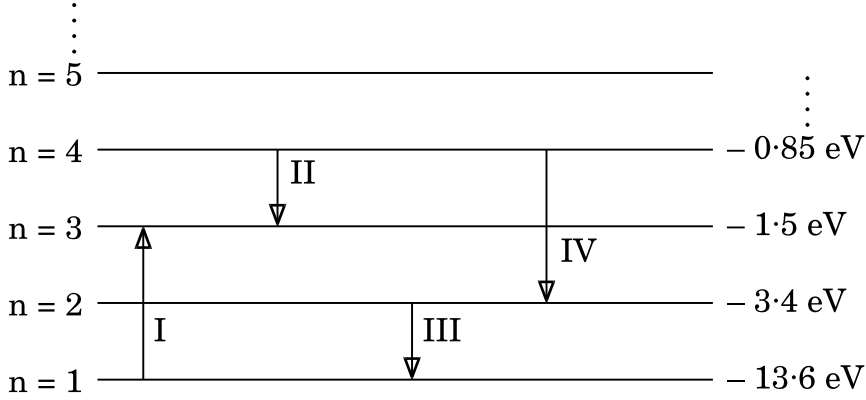 n = 5
n = 4 – 0·85 eV
II
n = 3 – 1·5 eV
IV
n = 2 – 3·4 eV
I III
n = 1 – 13·6 eV